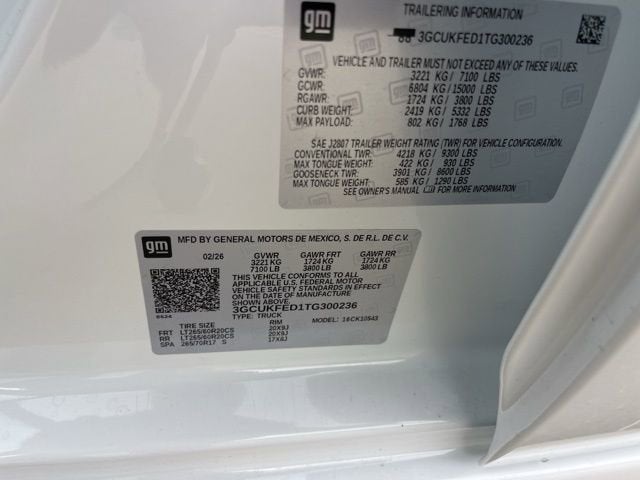 gm
TRAILERING INFORMATION
88 3GCUKFED1TG300236
VEHICLE AND TRAILER MUST NOT EXCEED ANY OF THESE VALUES.
GVWR: 3221 KG / 7100 LBS
GCWR: 6804 KG / 15000 LBS
RGAWR: 1724 KG / 3800 LBS
CURB WEIGHT: 2419 KG / 5332 LBS
MAX PAYLOAD: 802 KG / 1768 LBS
SAE J2807 TRAILER WEIGHT RATING (TWR) FOR VEHICLE CONFIGURATION.
CONVENTIONAL TWR: 4218 KG / 9300 LBS
MAX TONGUE WEIGHT: 422 KG / 930 LBS
GOOSENECK TWR: 3901 KG / 8600 LBS
MAX TONGUE WEIGHT: 585 KG / 1290 LBS
SEE OWNER'S MANUAL FOR MORE INFORMATION
gm
MFD BY GENERAL MOTORS DE MEXICO, S. DE R.L. DE C.V.
02/26 GVWR GAWR FRT GAWR RR
3221 KG 1724 KG 1724 KG
7100 LB 3800 LB 3800 LB
THIS VEHICLE CONFORMS TO ALL
APPLICABLE U.S. FEDERAL MOTOR
VEHICLE SAFETY STANDARDS IN EFFECT
ON THE DATE OF MANUFACTURE
SHOWN ABOVE.
3GCUKFED1TG300236
TYPE: TRUCK MODEL: 16CK10543
TIRE SIZE RIM
FRT LT265/60R20CS 20X9J
RR LT265/60R20CS 20X9J
SPA 265/70R17 S 17X8J